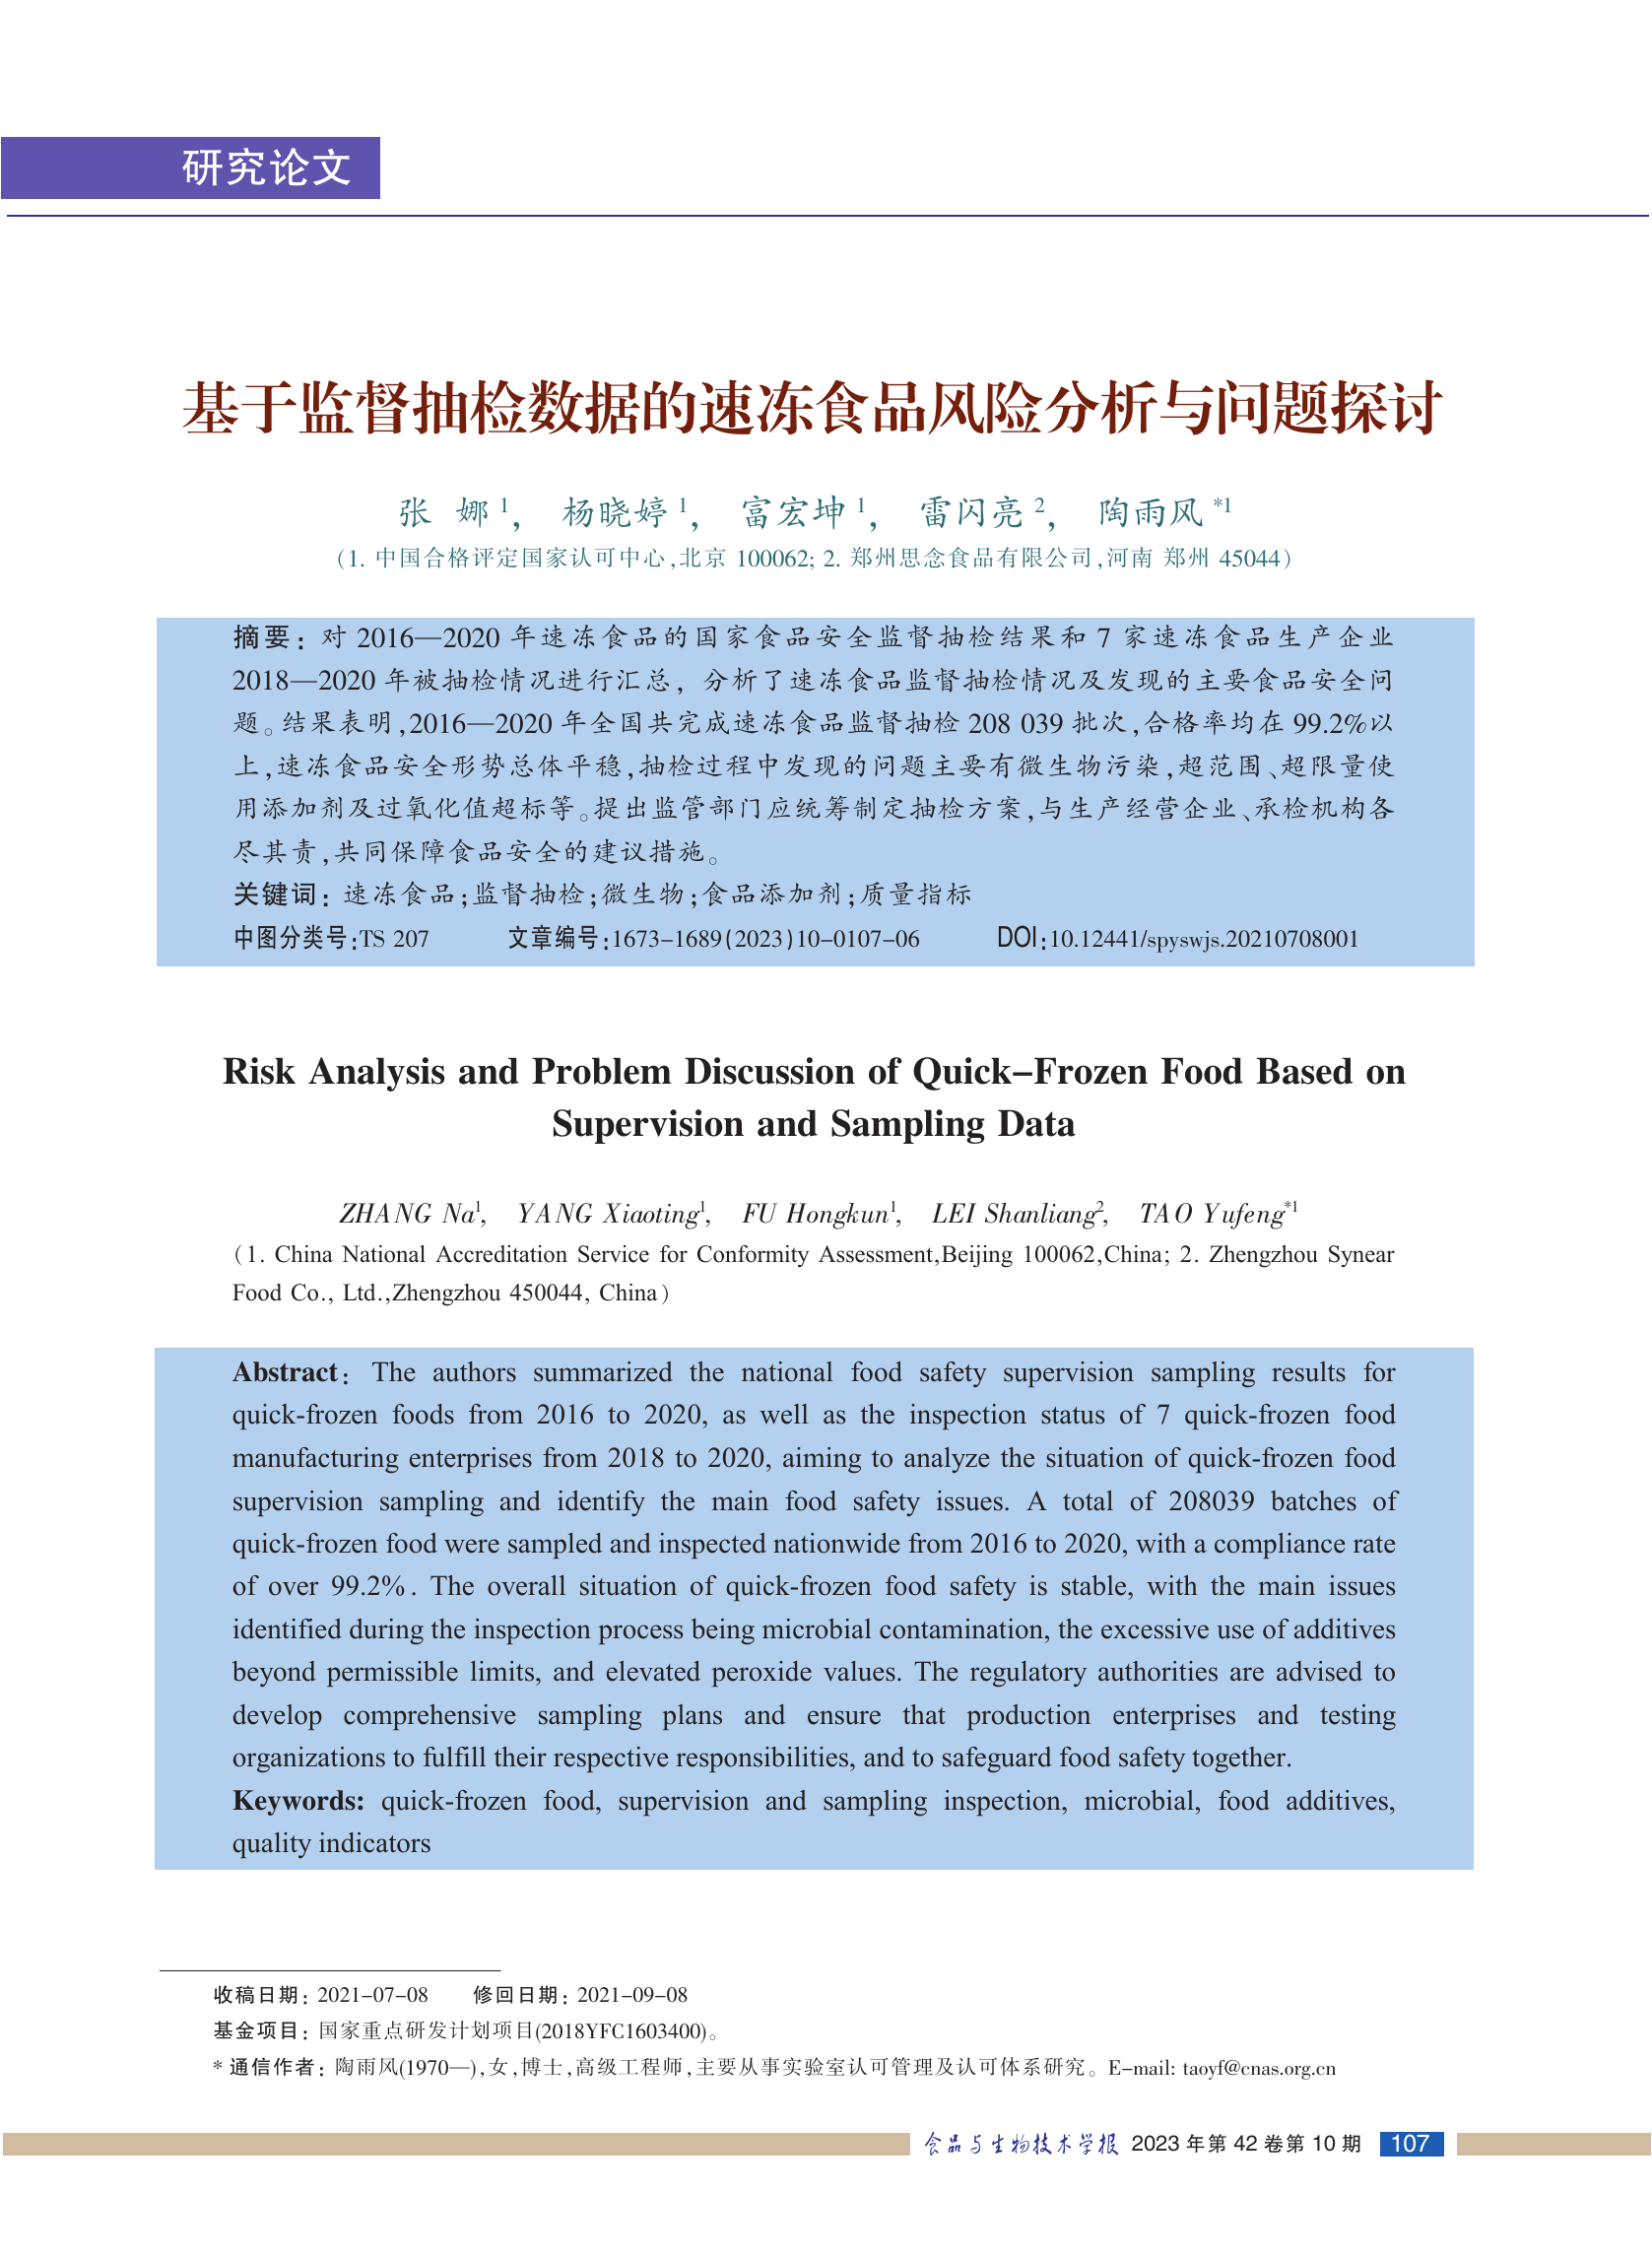 研究论文
基于监督抽检数据的速冻食品风险分析与问题探讨
张 娜 1, 杨晓婷 1, 富宏坤 1, 雷闪亮 2, 陶雨风 *1
(1. 中国合格评定国家认可中心,北京 100062; 2. 郑州思念食品有限公司,河南 郑州 45044)
摘要: 对 2016—2020 年速冻食品的国家食品安全监督抽检结果和 7 家速冻食品生产企业
2018—2020 年被抽检情况进行汇总, 分析了速冻食品监督抽检情况及发现的主要食品安全问
题。结果表明,2016—2020 年全国共完成速冻食品监督抽检 208 039 批次,合格率均在 99.2%以
上,速冻食品安全形势总体平稳,抽检过程中发现的问题主要有微生物污染,超范围、超限量使
用添加剂及过氧化值超标等。提出监管部门应统筹制定抽检方案,与生产经营企业、承检机构各
尽其责,共同保障食品安全的建议措施。
关键词: 速冻食品;监督抽检;微生物;食品添加剂;质量指标
中图分类号:TS 207 文章编号:1673-1689(2023)10-0107-06 DOI:10.12441/spyswjs.20210708001
Risk Analysis and Problem Discussion of Quick-Frozen Food Based on
Supervision and Sampling Data
ZHANG Na1, YANG Xiaoting1, FU Hongkun1, LEI Shanliang2, TAO Yufeng*1
(1. China National Accreditation Service for Conformity Assessment,Beijing 100062,China; 2. Zhengzhou Synear
Food Co., Ltd.,Zhengzhou 450044, China)
Abstract: The authors summarized the national food safety supervision sampling results for
quick-frozen foods from 2016 to 2020, as well as the inspection status of 7 quick-frozen food
manufacturing enterprises from 2018 to 2020, aiming to analyze the situation of quick-frozen food
supervision sampling and identify the main food safety issues. A total of 208039 batches of
quick-frozen food were sampled and inspected nationwide from 2016 to 2020, with a compliance rate
of over 99.2%. The overall situation of quick-frozen food safety is stable, with the main issues
identified during the inspection process being microbial contamination, the excessive use of additives
beyond permissible limits, and elevated peroxide values. The regulatory authorities are advised to
develop comprehensive sampling plans and ensure that production enterprises and testing
organizations to fulfill their respective responsibilities, and to safeguard food safety together.
Keywords: quick-frozen food, supervision and sampling inspection, microbial, food additives,
quality indicators
收稿日期: 2021-07-08 修回日期: 2021-09-08
基金项目: 国家重点研发计划项目(2018YFC1603400)。
* 通信作者: 陶雨风(1970—),女,博士,高级工程师,主要从事实验室认可管理及认可体系研究。E-mail: taoyf@cnas.org.cn
食品与生物技术学报 2023 年第 42 卷第 10 期 107